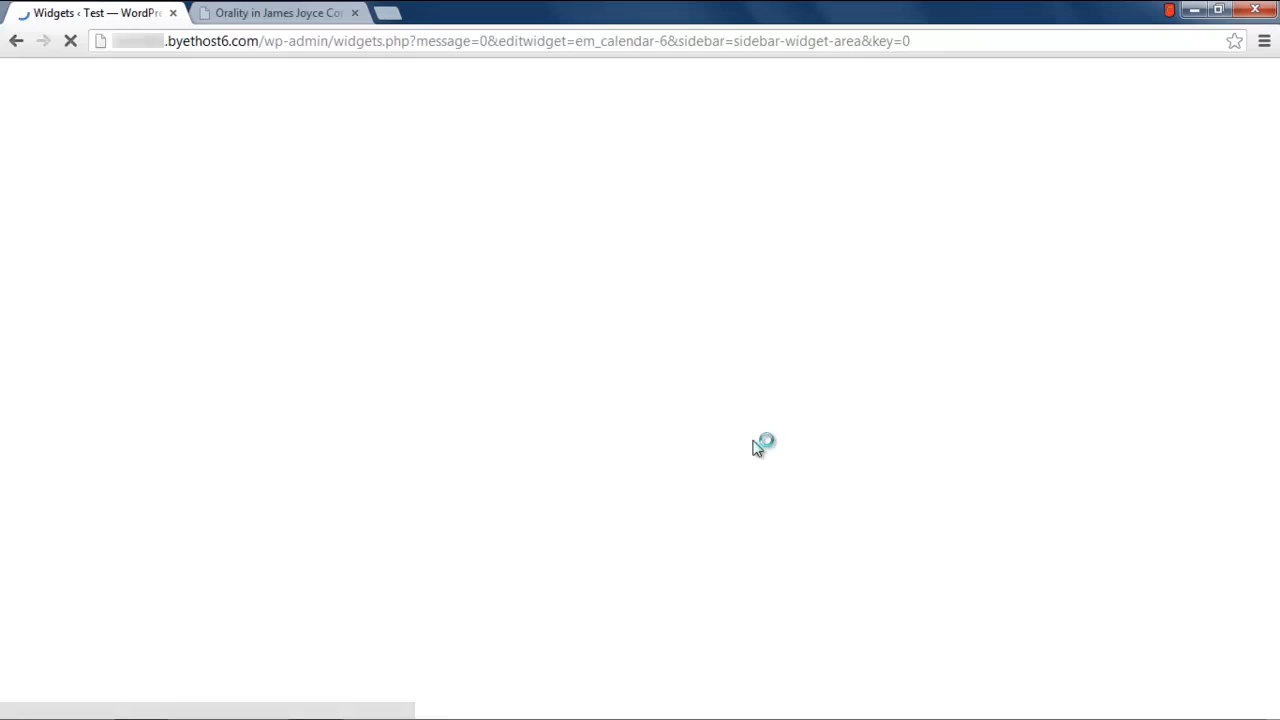 Widgets ‹ Test — WordPre
Orality in James Joyce Co
.byethost6.com/wp-admin/widgets.php?message=0&editwidget=em_calendar-6&sidebar=sidebar-widget-area&key=0